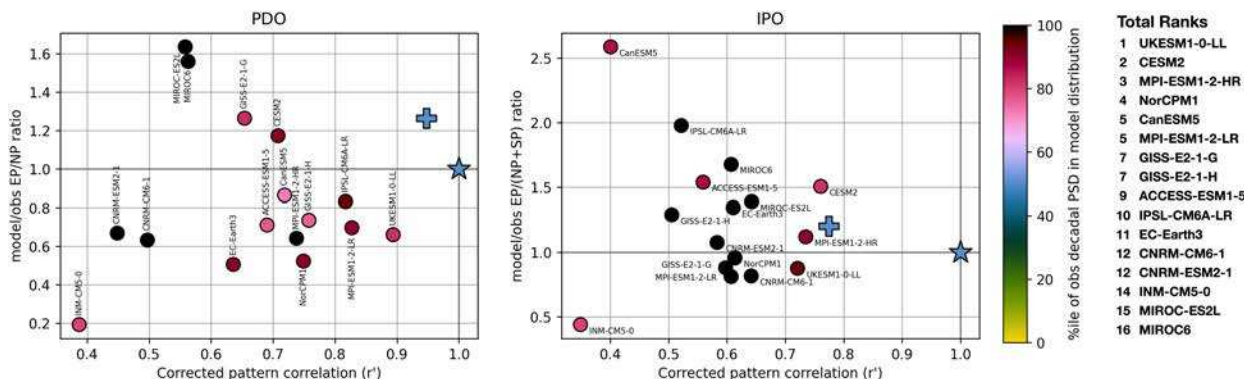 PDO
model/obs EP/NP ratio
1.6
1.4
1.2
1.0
0.8
0.6
0.4
0.2
MIROC-ES2L
MIROC6
GISS-E2-1-G
CESM2
CNRM-ESM2-1
CNRM-CM6-1
ACCESS-ESM1-5
CanESM5
MPI-ESM1-2-HR
GISS-E2-1-H
IPSL-CM6A-LR
UKESM1-0-LL
EC-Earth3
NorCPM1
MPI-ESM1-2-LR
INM-CM5-0
0.4 0.5 0.6 0.7 0.8 0.9 1.0
Corrected pattern correlation (r')
IPO
model/obs EP/(NP+SP) ratio
2.5
2.0
1.5
1.0
0.5
CanESM5
IPSL-CM6A-LR
MIROC6
ACCESS-ESM1-5
CESM2
MIROC-ES2L
EC-Earth3
GISS-E2-1-H
MPI-ESM1-2-HR
CNRM-ESM2-1
NorCPM1
GISS-E2-1-G
UKESM1-0-LL
MPI-ESM1-2-LR
CNRM-CM6-1
INM-CM5-0
0.4 0.5 0.6 0.7 0.8 0.9 1.0
Corrected pattern correlation (r')
100
80
60
40
20
0
%ile of obs decadal PSD in model distribution
Total Ranks
1 UKESM1-0-LL
2 CESM2
3 MPI-ESM1-2-HR
4 NorCPM1
5 CanESM5
5 MPI-ESM1-2-LR
7 GISS-E2-1-G
7 GISS-E2-1-H
9 ACCESS-ESM1-5
10 IPSL-CM6A-LR
11 EC-Earth3
12 CNRM-CM6-1
12 CNRM-ESM2-1
14 INM-CM5-0
15 MIROC-ES2L
16 MIROC6